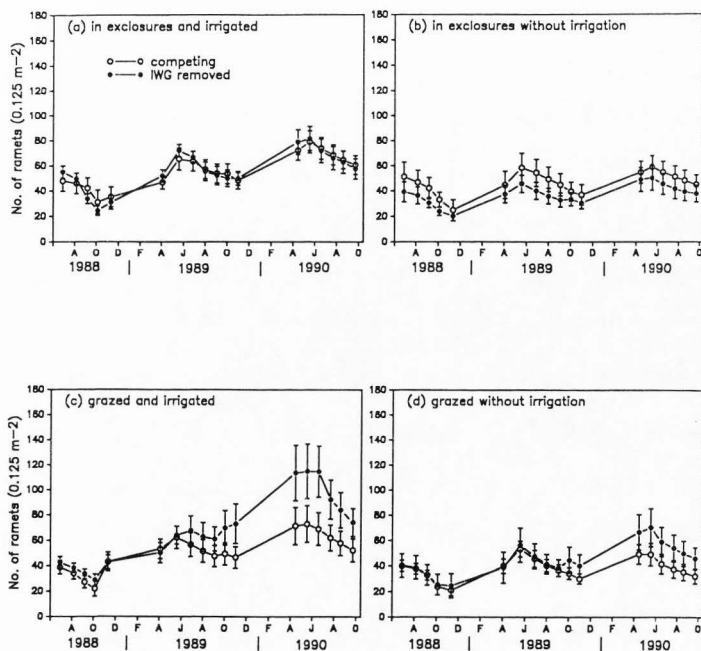 (a) in exclosures and irrigated
competing
IWG removed
No. of ramets (0.125 m-2)
180
160
140
120
100
80
60
40
20
0
A O D F A J A O D F A J A O
1988 | 1989 | 1990
(b) in exclosures without irrigation
180
160
140
120
100
80
60
40
20
0
A O D F A J A O D F A J A O
1988 | 1989 | 1990
(c) grazed and irrigated
No. of ramets (0.125 m-2)
180
160
140
120
100
80
60
40
20
0
A O D F A J A O D F A J A O
1988 | 1989 | 1990
(d) grazed without irrigation
180
160
140
120
100
80
60
40
20
0
A O D F A J A O D F A J A O
1988 | 1989 | 1990